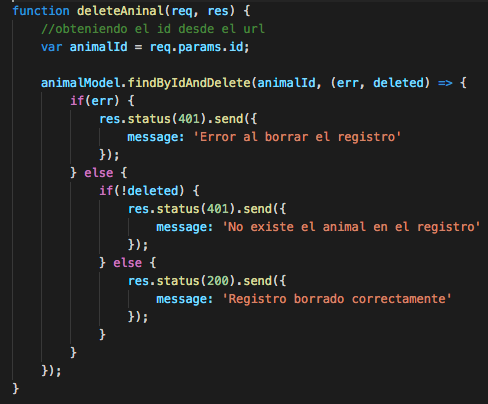 function deleteAninal(req, res) {
    //obteniendo el id desde el url
    var animalId = req.params.id;

    animalModel.findByIdAndDelete(animalId, (err, deleted) => {
        if(err) {
            res.status(401).send({
                message: 'Error al borrar el registro'
            });
        } else {
            if(!deleted) {
                res.status(401).send({
                    message: 'No existe el animal en el registro'
                });
            } else {
                res.status(200).send({
                    message: 'Registro borrado correctamente'
                });
            }
        }
    });
}